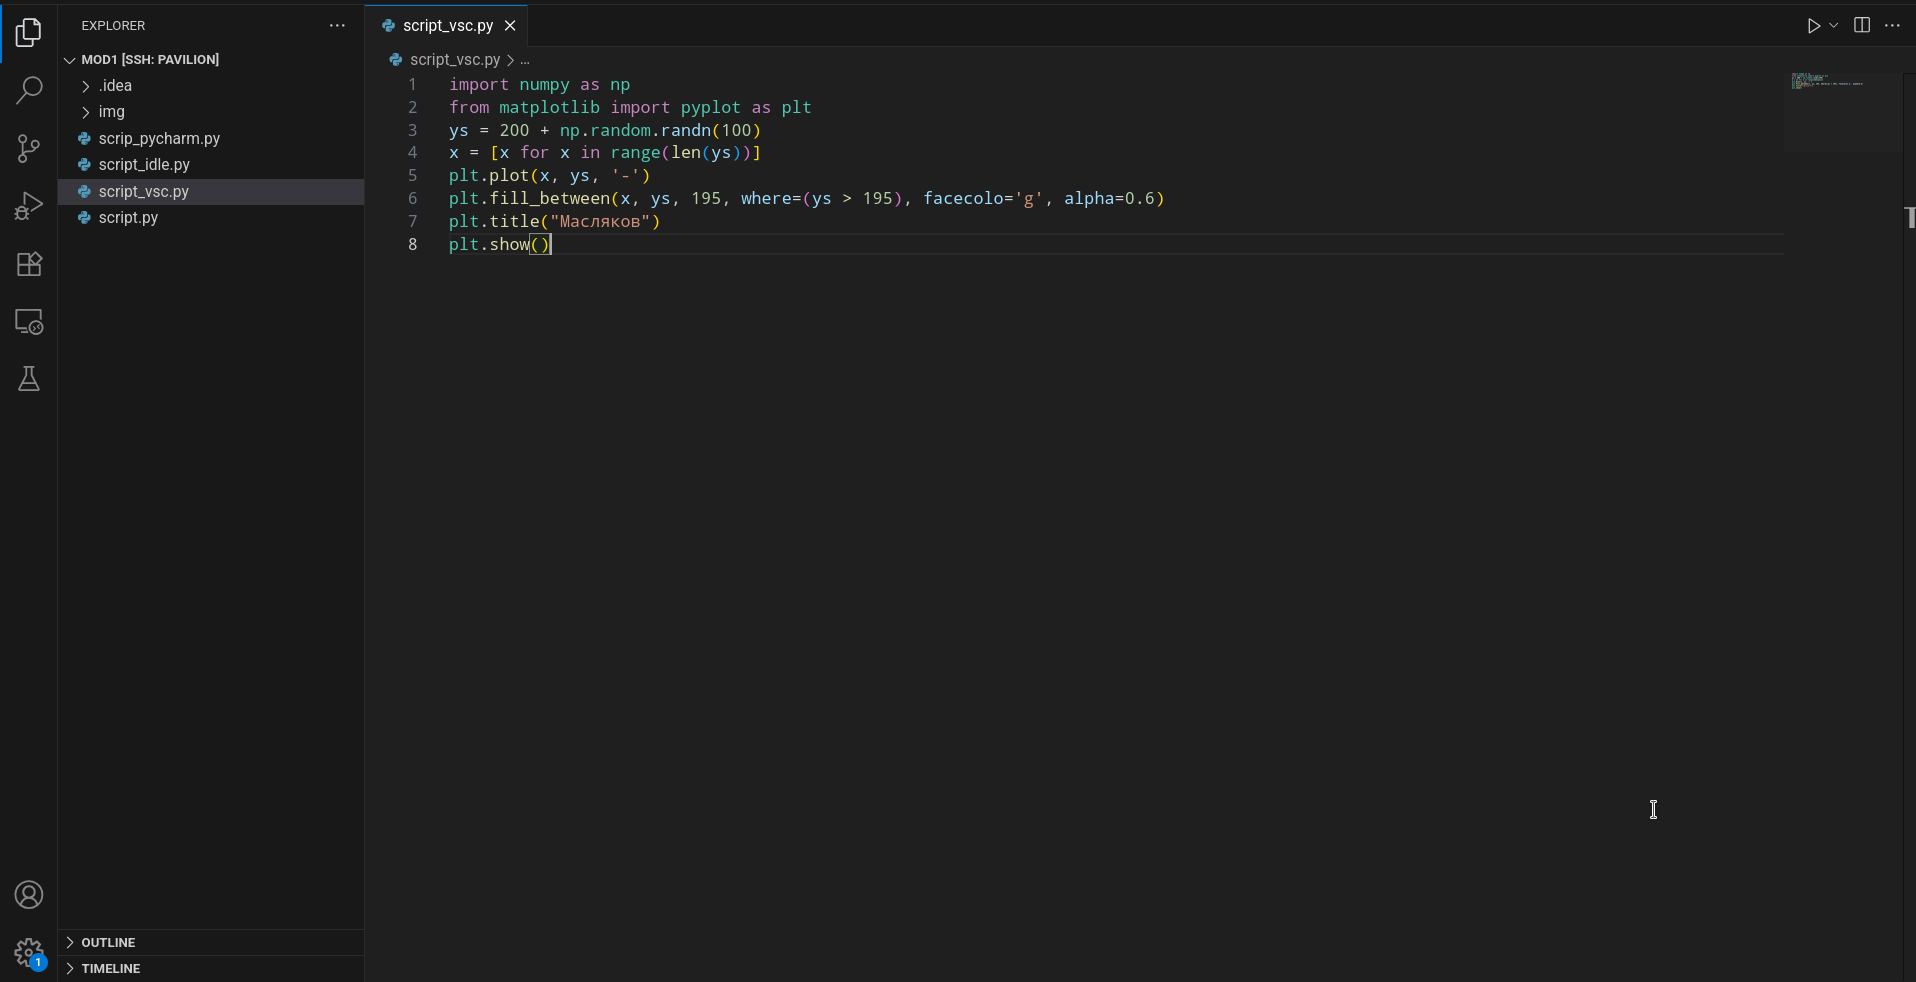 EXPLORER
MOD1 [SSH: PAVILION]
.idea
img
scrip_pycharm.py
script_idle.py
script_vsc.py
script.py
OUTLINE
TIMELINE
1
script_vsc.py
script_vsc.py > ...
1 import numpy as np
2 from matplotlib import pyplot as plt
3 ys = 200 + np.random.randn(100)
4 x = [x for x in range(len(ys))]
5 plt.plot(x, ys, '-')
6 plt.fill_between(x, ys, 195, where=(ys > 195), facecolo='g', alpha=0.6)
7 plt.title("Масляков")
8 plt.show()